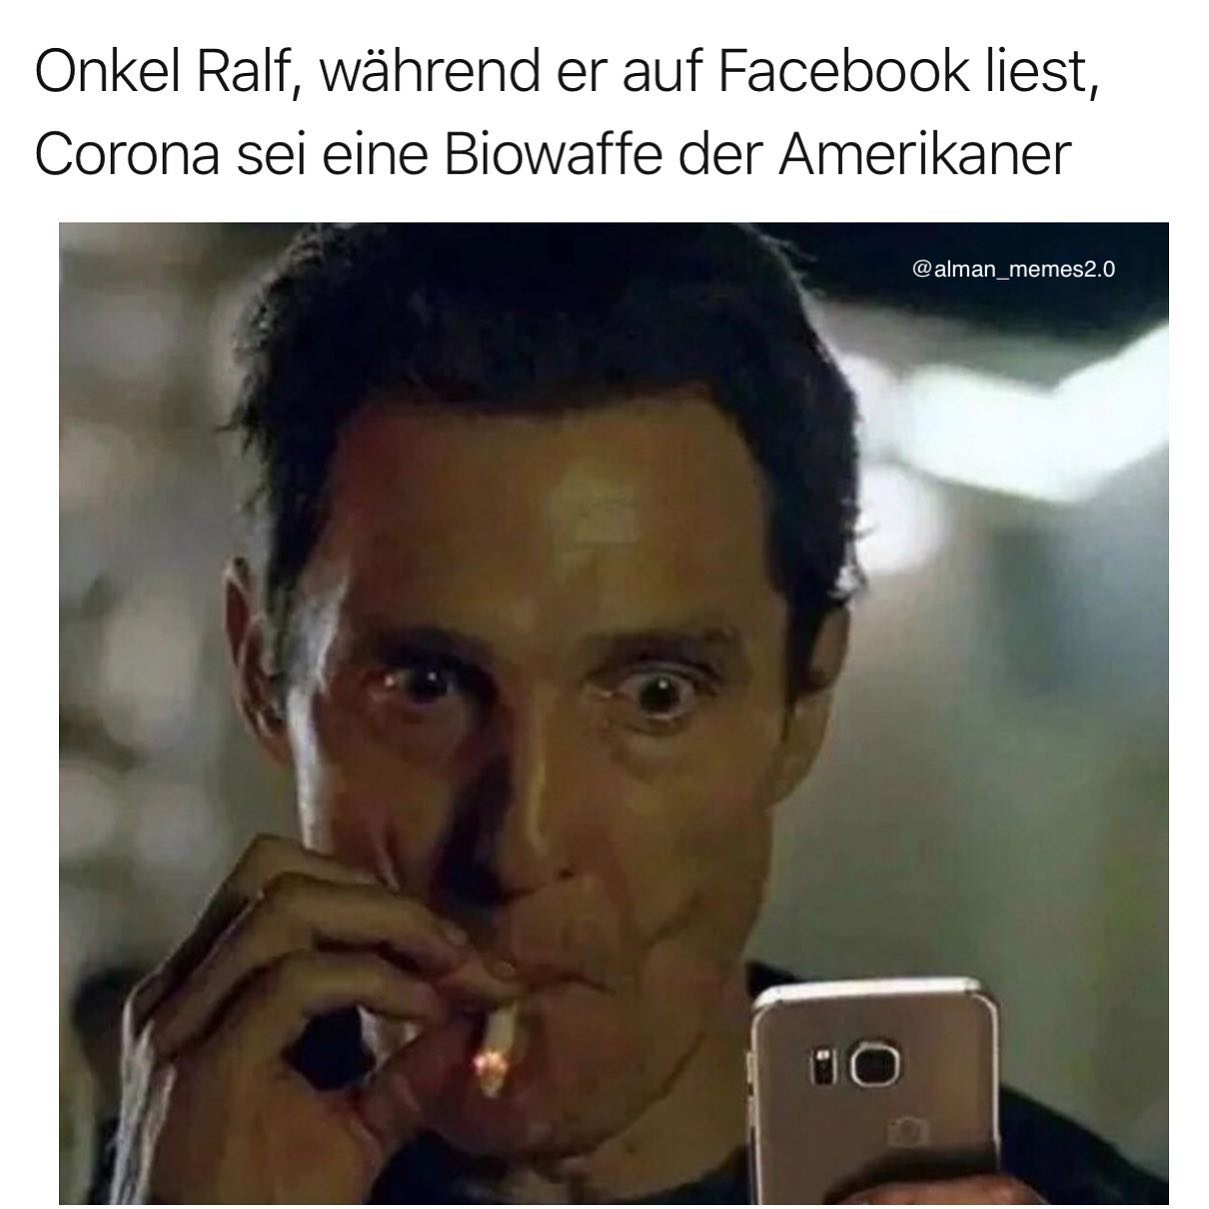 Onkel Ralf, während er auf Facebook liest,
Corona sei eine Biowaffe der Amerikaner
@alman_memes2.0